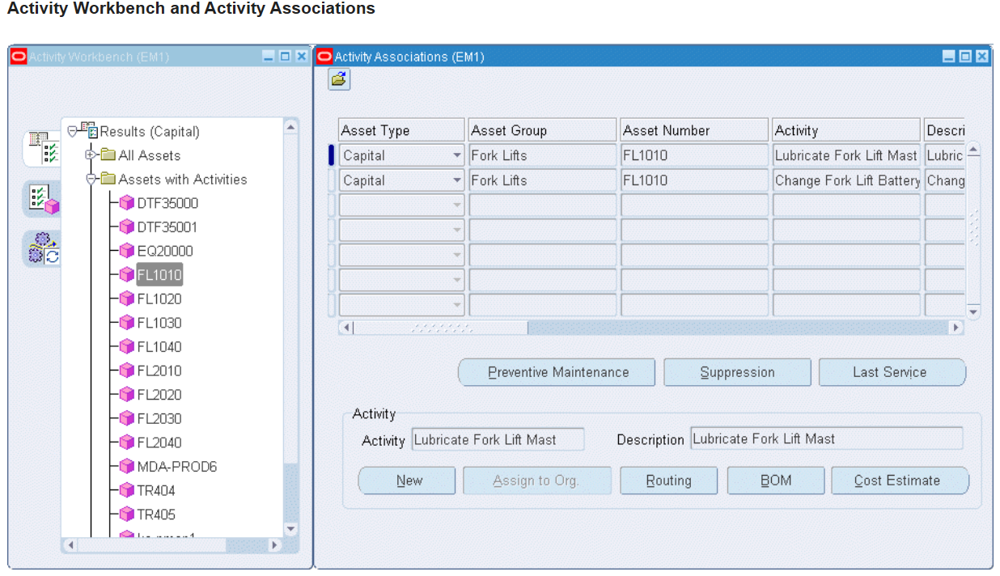 Activity Workbench and Activity Associations
Activity Workbench (EM1)
Results (Capital)
All Assets
Assets with Activities
DTF35000
DTF35001
EQ20000
FL1010
FL1020
FL1030
FL1040
FL2010
FL2020
FL2030
FL2040
MDA-PROD6
TR404
TR405
Activity Associations (EM1)
Asset Type Asset Group Asset Number Activity Descri
Capital Fork Lifts FL1010 Lubricate Fork Lift Mast Lubric
Capital Fork Lifts FL1010 Change Fork Lift Battery Chang
Preventive Maintenance Suppression Last Service
Activity
Activity Lubricate Fork Lift Mast Description Lubricate Fork Lift Mast
New Assign to Org. Routing BOM Cost Estimate